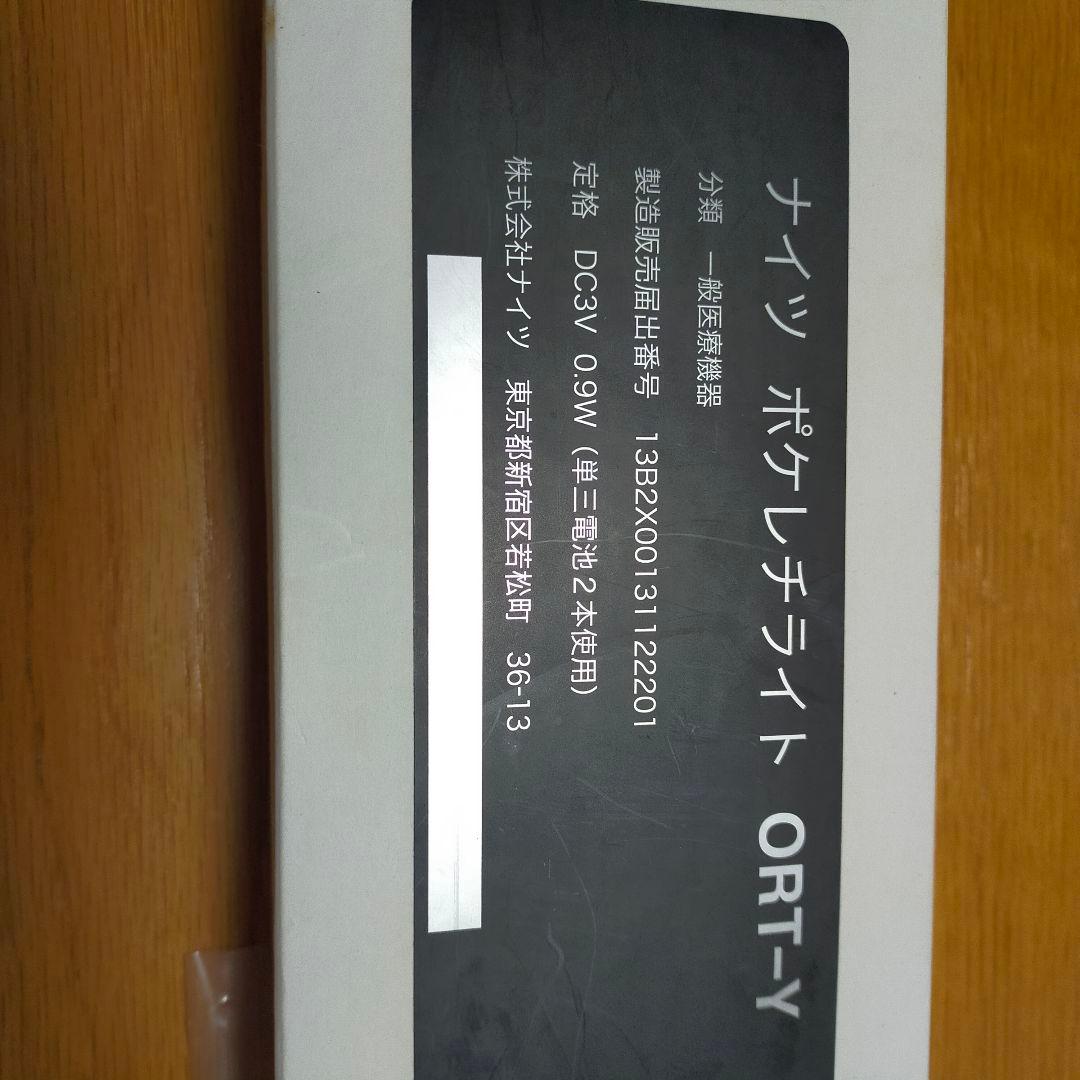 ナイツ ポケレチライト ORT-Y
分類 一般医療機器
製造販売届出番号 13B2X00131122201
定格 DC3V 0.9W（単三電池2本使用）
株式会社ナイツ 東京都新宿区若松町 36-13